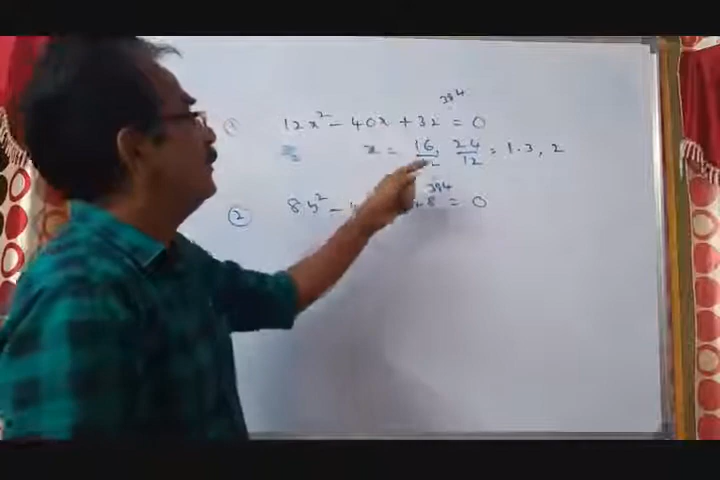 384
① 12x² - 40x + 32 = 0
x = 16/12, 24/12 = 1.3, 2
384
② 8y² - 8 = 0